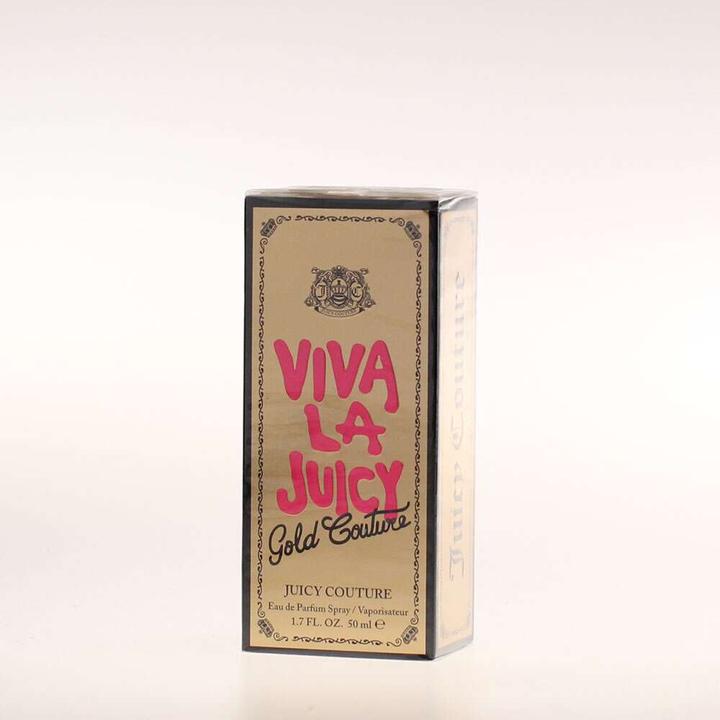 J C
VIVA
LA
JUICY
Gold Couture
JUICY COUTURE
Eau de Parfum Spray / Vaporisateur
1.7 FL. OZ. 50 ml ℮
Juicy Couture